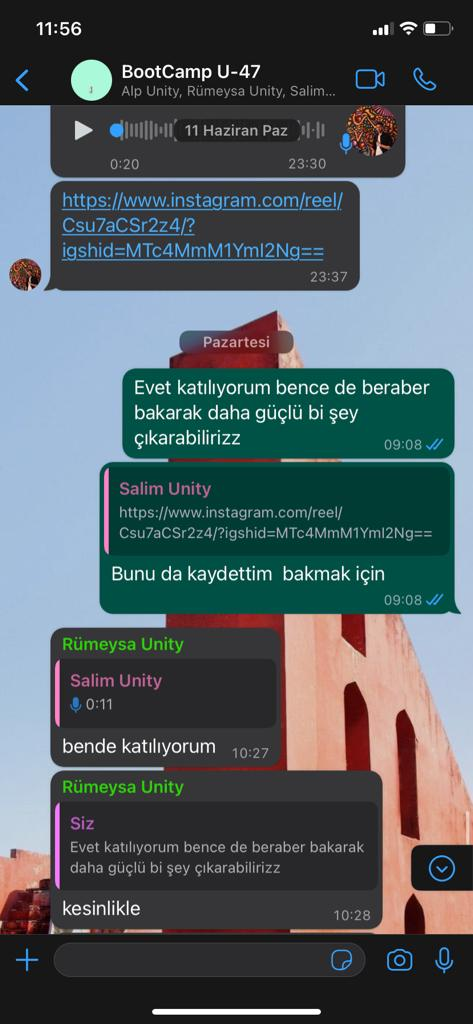 11:56
BootCamp U-47
Alp Unity, Rümeysa Unity, Salim...
11 Haziran Paz
0:20
23:30
https://www.instagram.com/reel/
Csu7aCSr2z4/?
igshid=MTc4MmM1YmI2Ng==
23:37
Pazartesi
Evet katılıyorum bence de beraber
bakarak daha güçlü bi şey
çıkarabilirizz
09:08
Salim Unity
https://www.instagram.com/reel/
Csu7aCSr2z4/?igshid=MTc4MmM1YmI2Ng==
Bunu da kaydettim bakmak için
09:08
Rümeysa Unity
Salim Unity
0:11
bende katılıyorum
10:27
Rümeysa Unity
Siz
Evet katılıyorum bence de beraber bakarak
daha güçlü bi şey çıkarabilirizz
kesinlikle
10:28